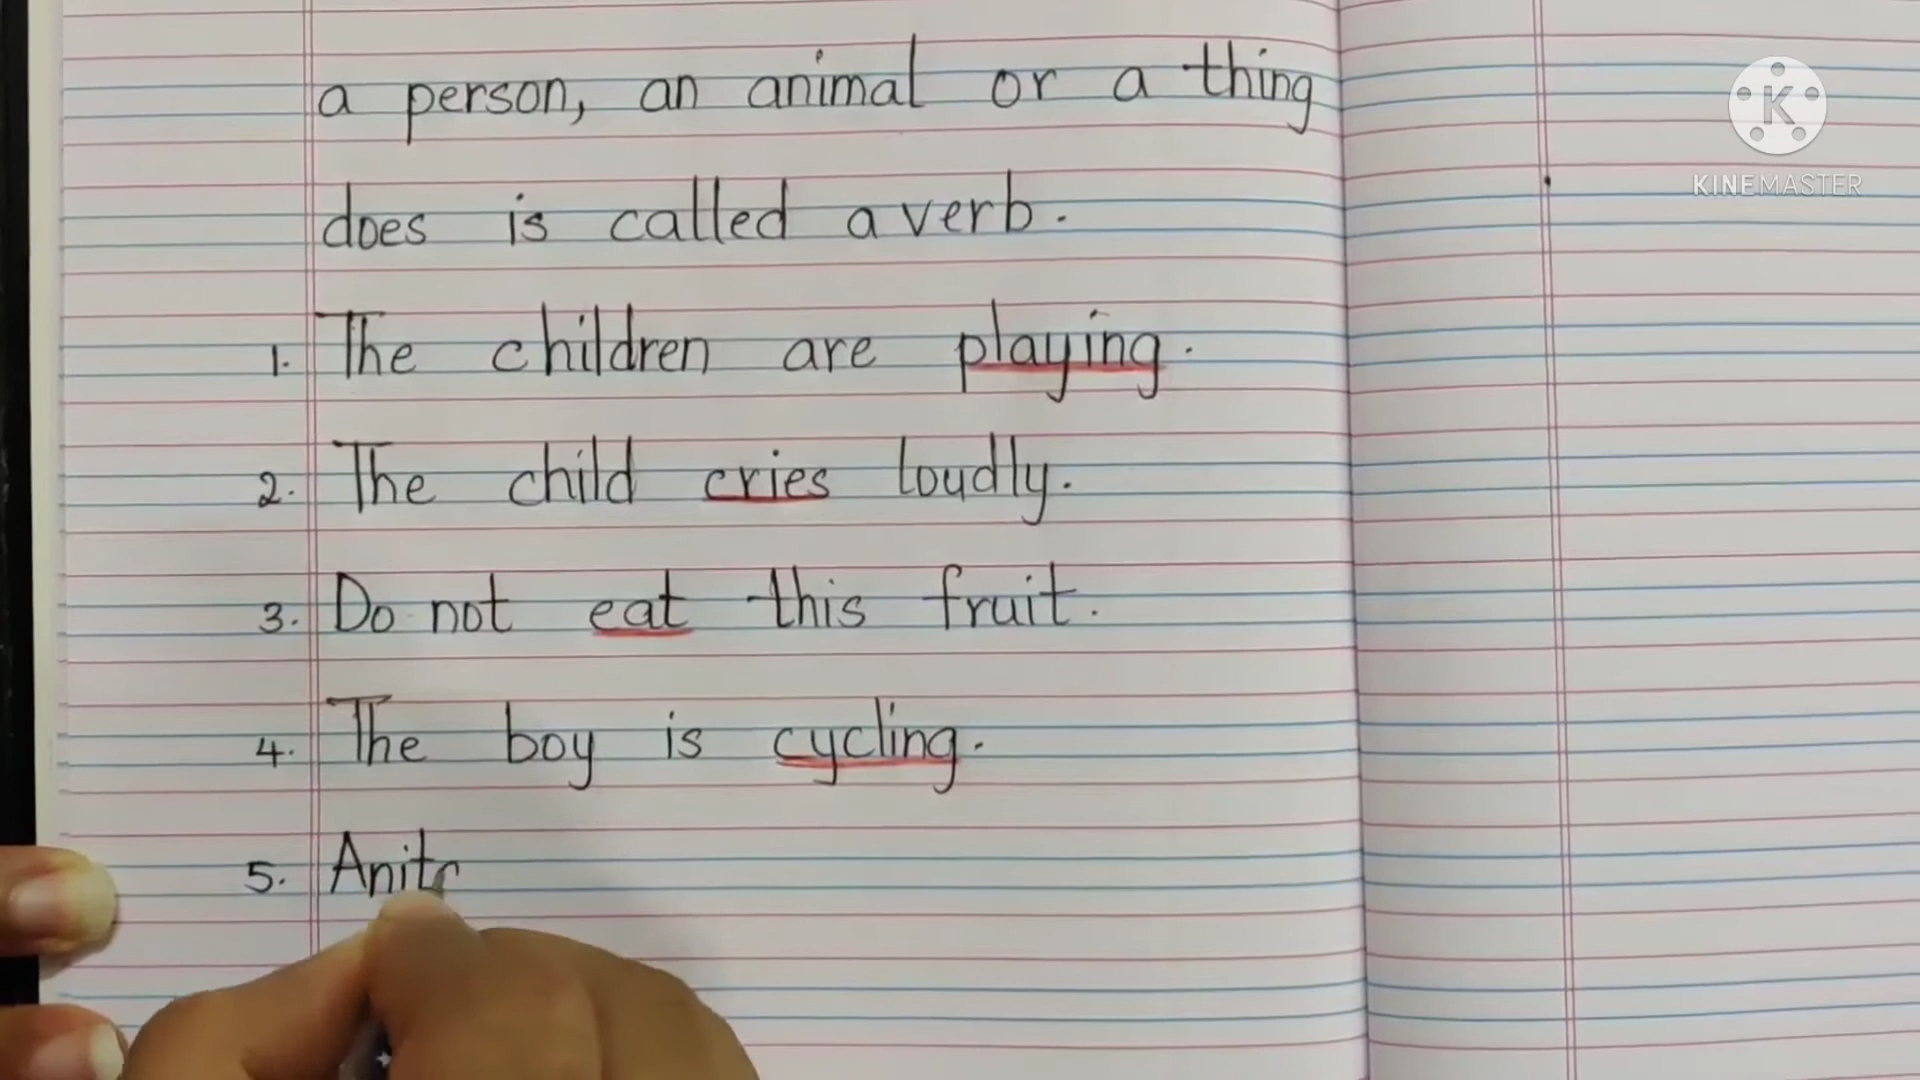 a person, an animal or a thing
does is called a verb.
1. The children are playing.
2. The child cries loudly.
3. Do not eat this fruit.
4. The boy is cycling.
5. Anit
K
KINEMASTER